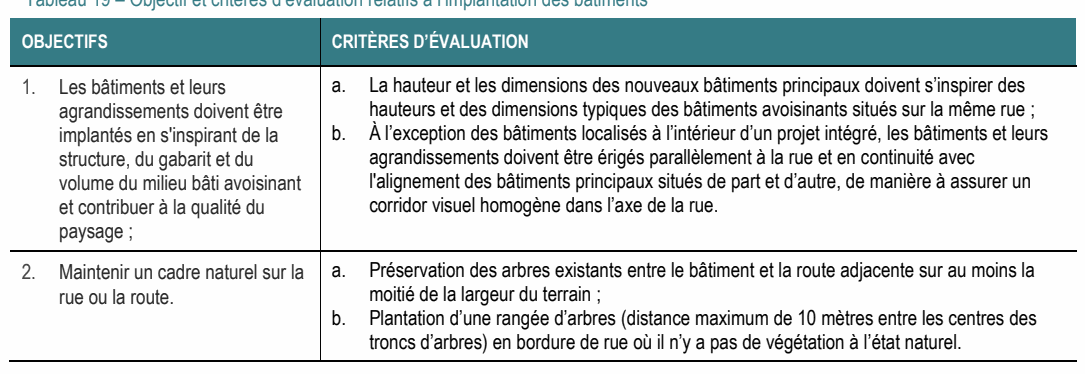 Tableau 19 – Objectif et critères d'évaluation relatifs à l'implantation des bâtiments
OBJECTIFS
CRITÈRES D'ÉVALUATION
1. Les bâtiments et leurs
agrandissements doivent être
implantés en s'inspirant de la
structure, du gabarit et du
volume du milieu bâti avoisinant
et contribuer à la qualité du
paysage ;
a. La hauteur et les dimensions des nouveaux bâtiments principaux doivent s'inspirer des
hauteurs et des dimensions typiques des bâtiments avoisinants situés sur la même rue ;
b. À l'exception des bâtiments localisés à l'intérieur d'un projet intégré, les bâtiments et leurs
agrandissements doivent être érigés parallèlement à la rue et en continuité avec
l'alignement des bâtiments principaux situés de part et d'autre, de manière à assurer un
corridor visuel homogène dans l'axe de la rue.
2. Maintenir un cadre naturel sur la
rue ou la route.
a. Préservation des arbres existants entre le bâtiment et la route adjacente sur au moins la
moitié de la largeur du terrain ;
b. Plantation d'une rangée d'arbres (distance maximum de 10 mètres entre les centres des
troncs d'arbres) en bordure de rue où il n'y a pas de végétation à l'état naturel.